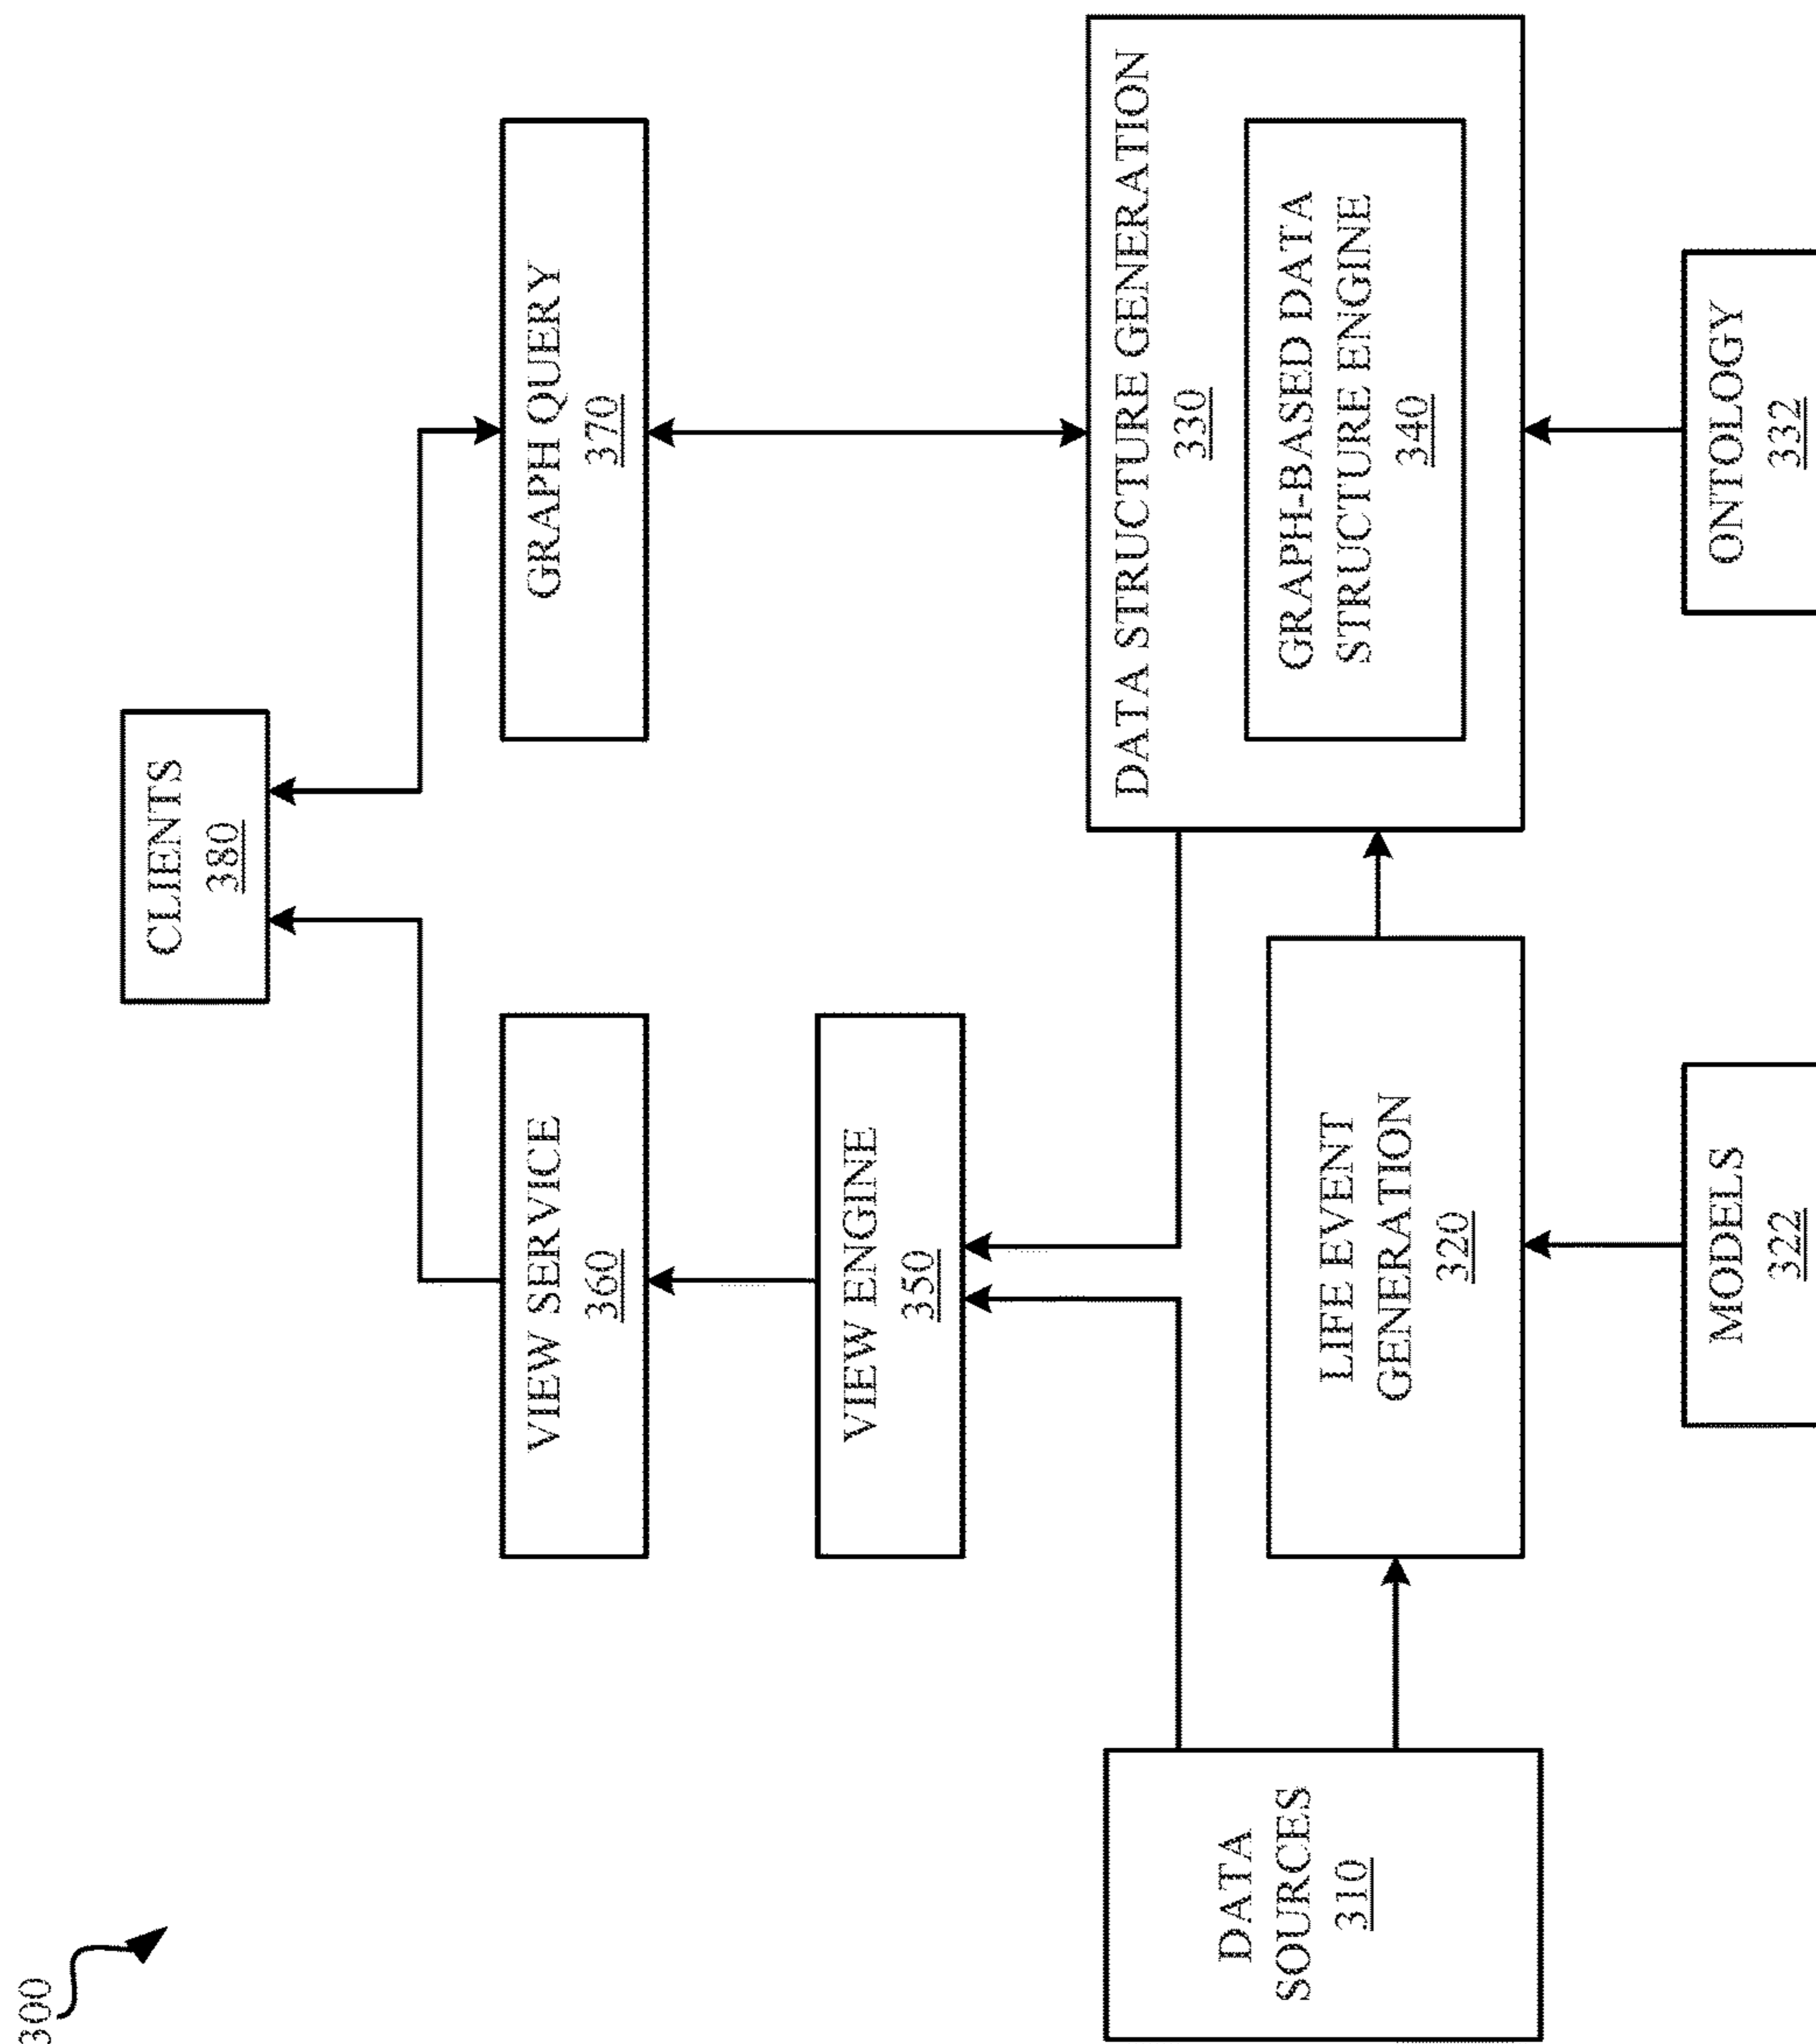 300
CLIENTS
380
VIEW SERVICE
360
GRAPH QUERY
370
VIEW ENGINE
350
DATA STRUCTURE GENERATION
330
GRAPH-BASED DATA
STRUCTURE ENGINE
340
DATA
SOURCES
310
LIFE EVENT
GENERATION
320
MODELS
322
ONTOLOGY
332